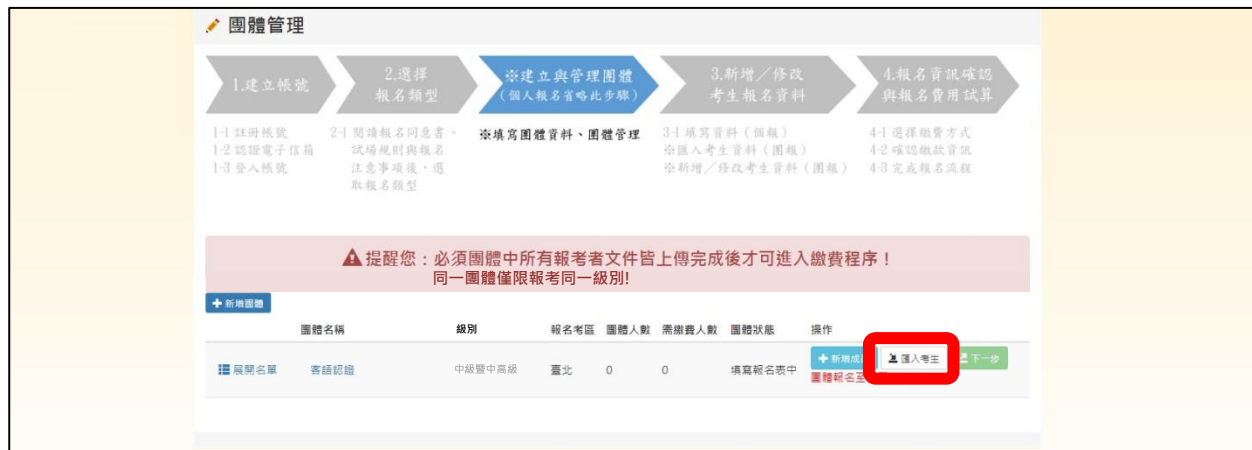 團體管理
1.建立帳號
2.選擇
報名類型
※建立與管理團體
(個人報名省略此步驟)
3.新增／修改
考生報名資料
4.報名資訊確認
與報名費用試算
1-1 註冊帳號
1-2 認證電子信箱
1-3 登入帳號
2-1 閱讀報名同意書、
試場規則與報名
注意事項後，選
取報名類型
※填寫團體資料、團體管理
3-1 填寫資料（個報）
※匯入考生資料（團報）
※新增／修改考生資料（團報）
4-1 選擇繳費方式
4-2 確認繳款資訊
4-3 完成報名流程
提醒您：必須團體中所有報考者文件皆上傳完成後才可進入繳費程序！
同一團體僅限報考同一級別!
新增團體
團體名稱 級別 報名考區 團體人數 需繳費人數 團體狀態 操作
展開名單 客語認證 中級暨中高級 臺北 0 0 填寫報名表中 新增成 匯入考生 下一步
團體報名至